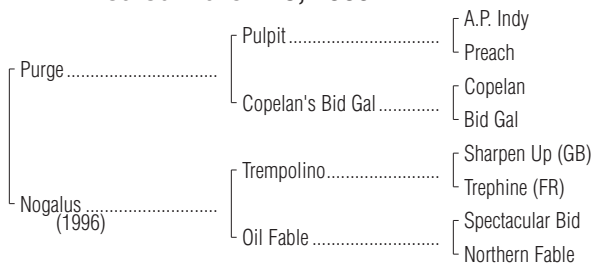 A.P. Indy
Pulpit
Preach
Purge
Copelan
Copelan's Bid Gal
Bid Gal
Sharpen Up (GB)
Trempolino
Trephine (FR)
Nogalus
(1996)
Spectacular Bid
Oil Fable
Northern Fable